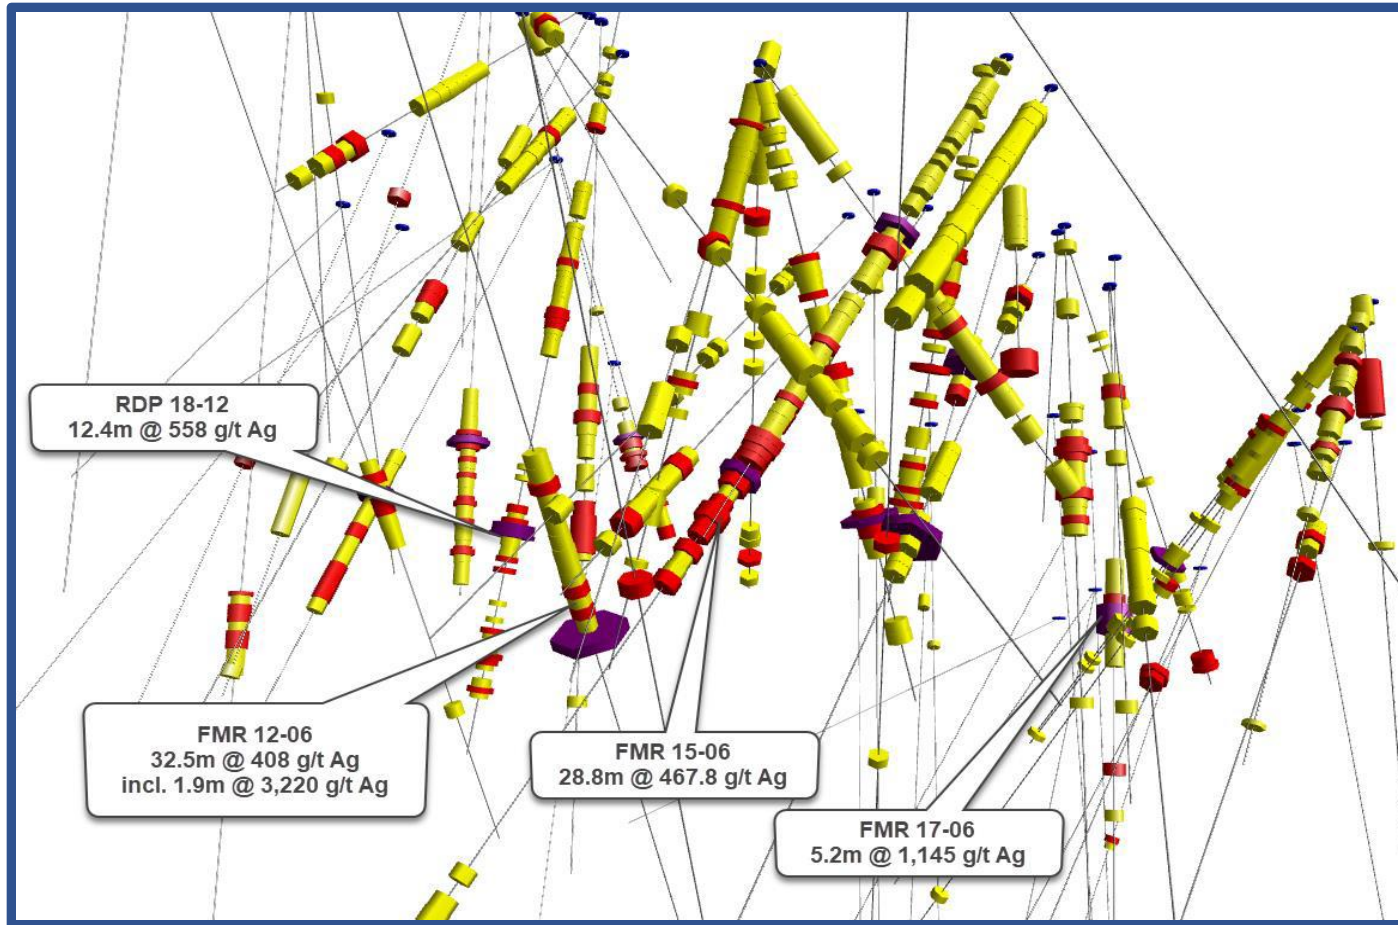 RDP 18-12
12.4m @ 558 g/t Ag
FMR 12-06
32.5m @ 408 g/t Ag
incl. 1.9m @ 3,220 g/t Ag
FMR 15-06
28.8m @ 467.8 g/t Ag
FMR 17-06
5.2m @ 1,145 g/t Ag